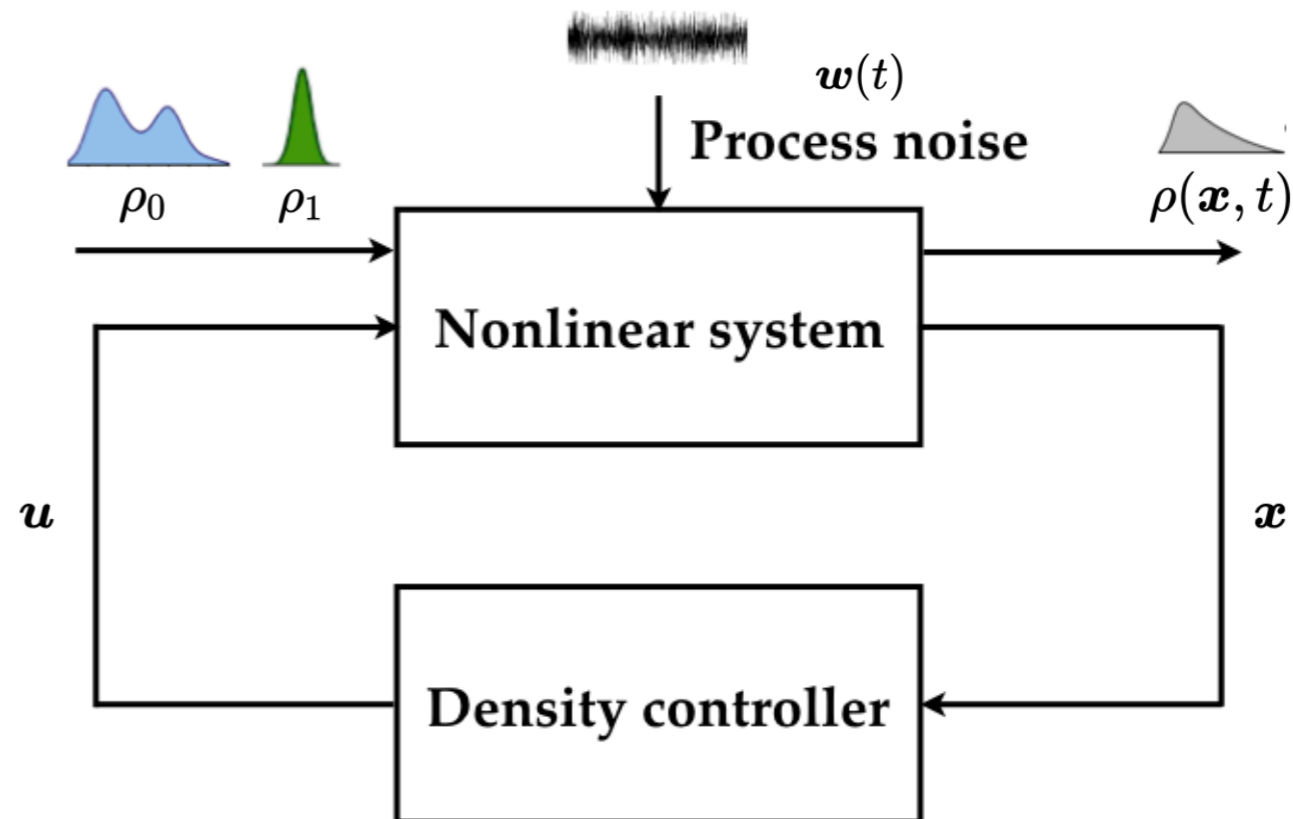 w(t)
Process noise
ρ₀
ρ₁
ρ(x, t)
Nonlinear system
u
x
Density controller